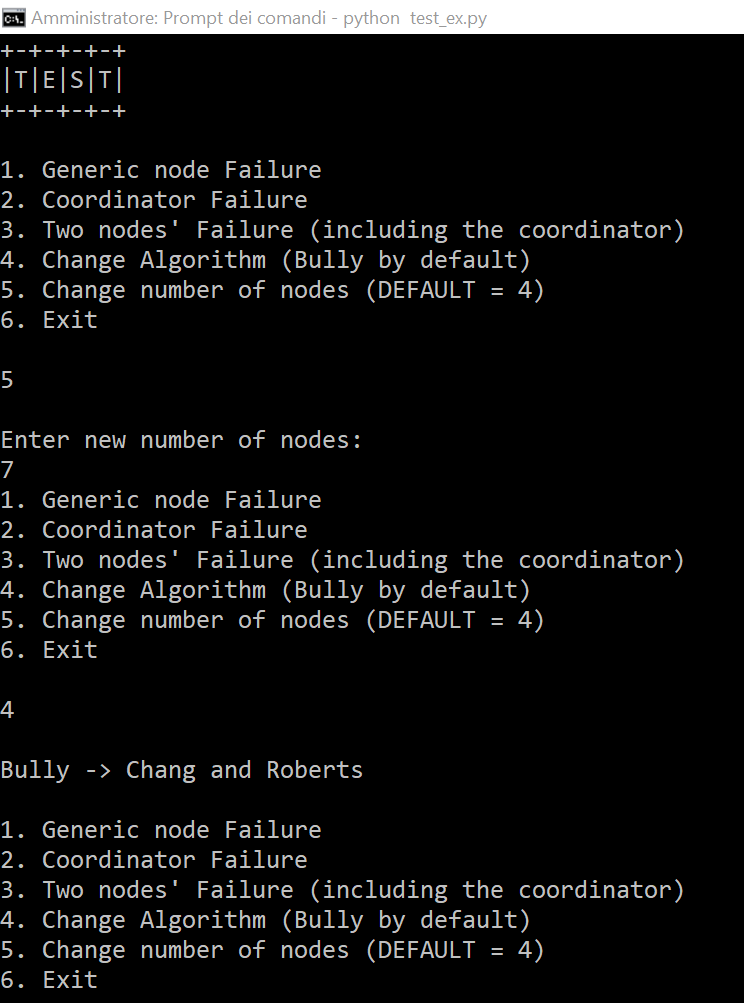 Amministratore: Prompt dei comandi - python  test_ex.py
+-+-+-+-+
|T|E|S|T|
+-+-+-+-+
1. Generic node Failure
2. Coordinator Failure
3. Two nodes' Failure (including the coordinator)
4. Change Algorithm (Bully by default)
5. Change number of nodes (DEFAULT = 4)
6. Exit
5
Enter new number of nodes:
7
1. Generic node Failure
2. Coordinator Failure
3. Two nodes' Failure (including the coordinator)
4. Change Algorithm (Bully by default)
5. Change number of nodes (DEFAULT = 4)
6. Exit
4
Bully -> Chang and Roberts
1. Generic node Failure
2. Coordinator Failure
3. Two nodes' Failure (including the coordinator)
4. Change Algorithm (Bully by default)
5. Change number of nodes (DEFAULT = 4)
6. Exit